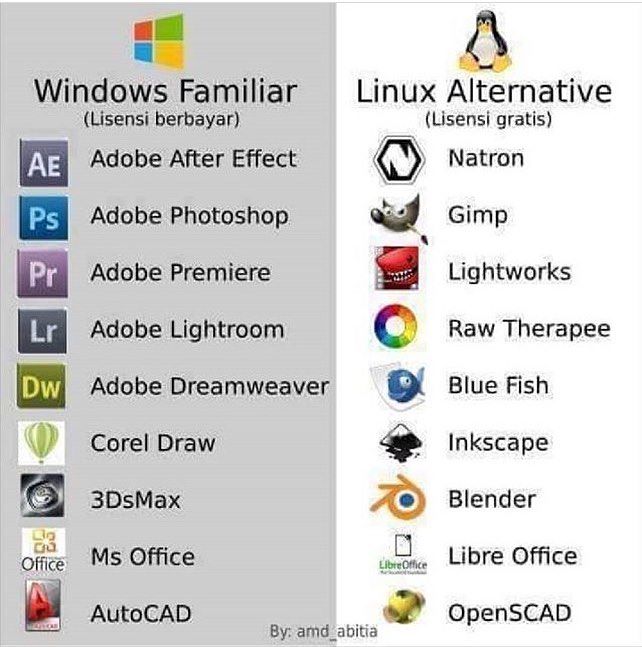 Windows Familiar
(Lisensi berbayar)
AE Adobe After Effect
Ps Adobe Photoshop
Pr Adobe Premiere
Lr Adobe Lightroom
Dw Adobe Dreamweaver
Corel Draw
3DsMax
Office Ms Office
AutoCAD
Linux Alternative
(Lisensi gratis)
Natron
Gimp
Lightworks
Raw Therapee
Blue Fish
Inkscape
Blender
LibreOffice Libre Office
OpenSCAD
By: amd_abitia